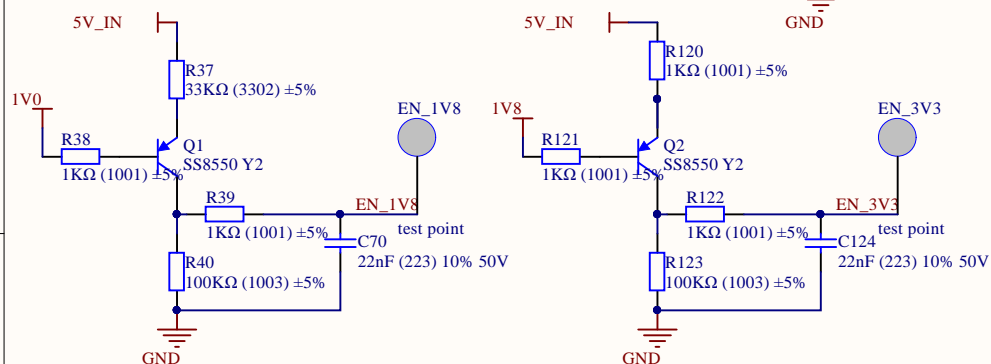 GND
5V_IN
R37
33KΩ (3302) ±5%
1V0
R38
1KΩ (1001) ±5%
Q1
SS8550 Y2
EN_1V8
R39
1KΩ (1001) ±5%
EN_1V8
test point
C70
22nF (223) 10% 50V
R40
100KΩ (1003) ±5%
GND
5V_IN
R120
1KΩ (1001) ±5%
1V8
R121
1KΩ (1001) ±5%
Q2
SS8550 Y2
EN_3V3
R122
1KΩ (1001) ±5%
EN_3V3
test point
C124
22nF (223) 10% 50V
R123
100KΩ (1003) ±5%
GND